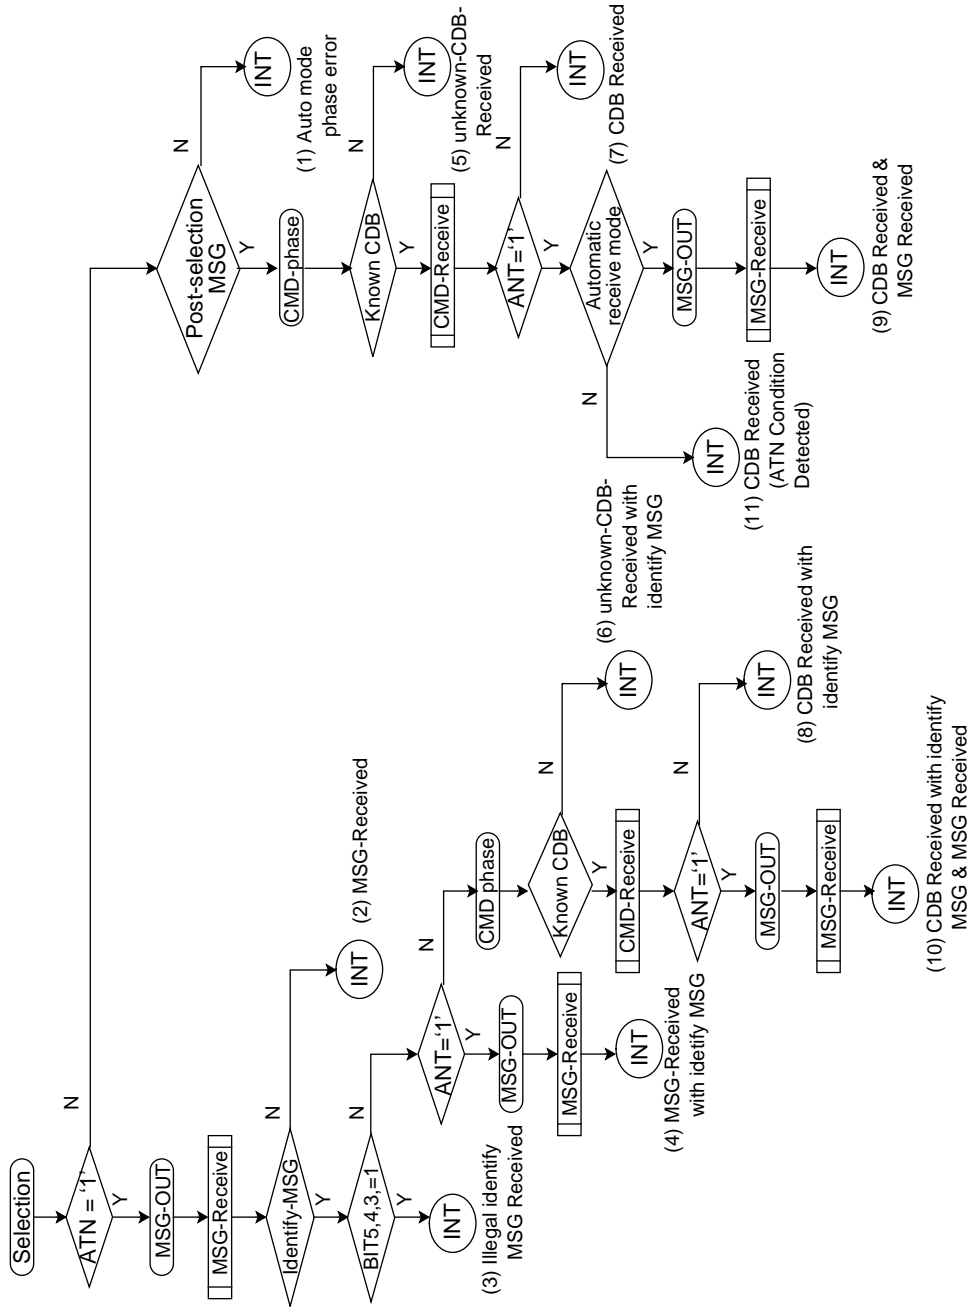 Selection
ATN = ‘1’
N
Y
MSG-OUT
MSG-Receive
Identify-MSG
N
Y
INT
(2) MSG-Received
BIT5,4,3,=1
N
Y
INT
(3) Illegal identify
MSG Received
ANT=‘1’
N
Y
MSG-OUT
MSG-Receive
INT
(4) MSG-Received
with idetify MSG
CMD phase
Known CDB
N
Y
INT
(6) unknown-CDB-
Received with
identify MSG
CMD-Receive
ANT=‘1’
N
Y
INT
(8) CDB Received with
identify MSG
MSG-OUT
MSG-Receive
INT
(10) CDB Received with identify
MSG & MSG Received
Post-selection
MSG
N
Y
INT
(1) Auto mode
phase error
CMD-phase
Known CDB
N
Y
INT
(5) unknown-CDB-
Received
CMD-Receive
ANT=‘1’
N
Y
INT
(7) CDB Received
Automatic
receive mode
N
Y
INT
(11) CDB Received
(ATN Condition
Detected)
MSG-OUT
MSG-Receive
INT
(9) CDB Received &
MSG Received